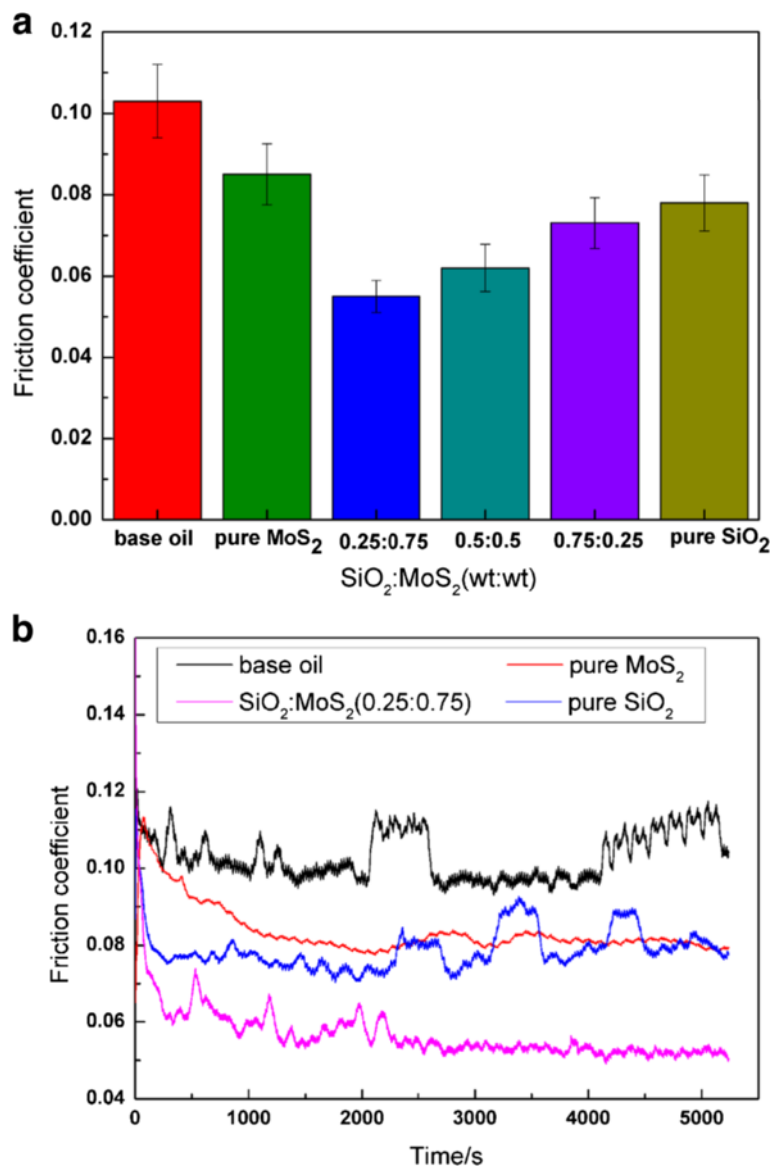 a
0.12
0.10
0.08
0.06
0.04
0.02
0.00
Friction coefficient
base oil pure MoS₂ 0.25:0.75 0.5:0.5 0.75:0.25 pure SiO₂
SiO₂:MoS₂(wt:wt)
b
0.16
0.14
0.12
0.10
0.08
0.06
0.04
Friction coefficient
base oil pure MoS₂
SiO₂:MoS₂(0.25:0.75) pure SiO₂
0 1000 2000 3000 4000 5000
Time/s